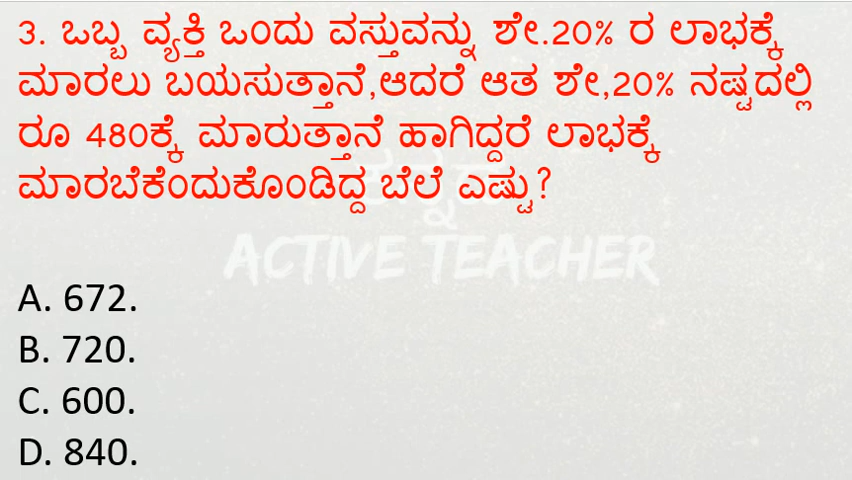 3. ಒಬ್ಬ ವ್ಯಕ್ತಿ ಒಂದು ವಸ್ತುವನ್ನು ಶೇ.20% ರ ಲಾಭಕ್ಕೆ
ಮಾರಲು ಬಯಸುತ್ತಾನೆ,ಆದರೆ ಆತ ಶೇ,20% ನಷ್ಟದಲ್ಲಿ
ರೂ 480ಕ್ಕೆ ಮಾರುತ್ತಾನೆ ಹಾಗಿದ್ದರೆ ಲಾಭಕ್ಕೆ
ಮಾರಬೆಕೆಂದುಕೊಂಡಿದ್ದ ಬೆಲೆ ಎಷ್ಟು?
ACTIVE TEACHER
A. 672.
B. 720.
C. 600.
D. 840.